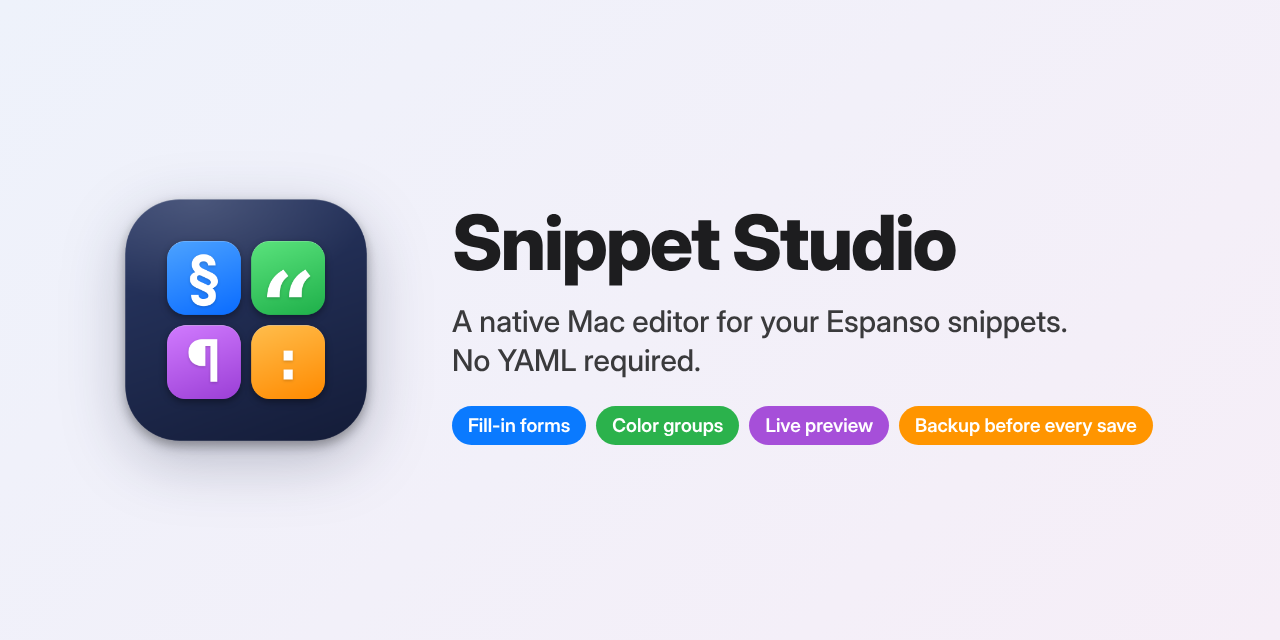 § “
¶ :
Snippet Studio
A native Mac editor for your Espanso snippets.
No YAML required.
Fill-in forms Color groups Live preview Backup before every save